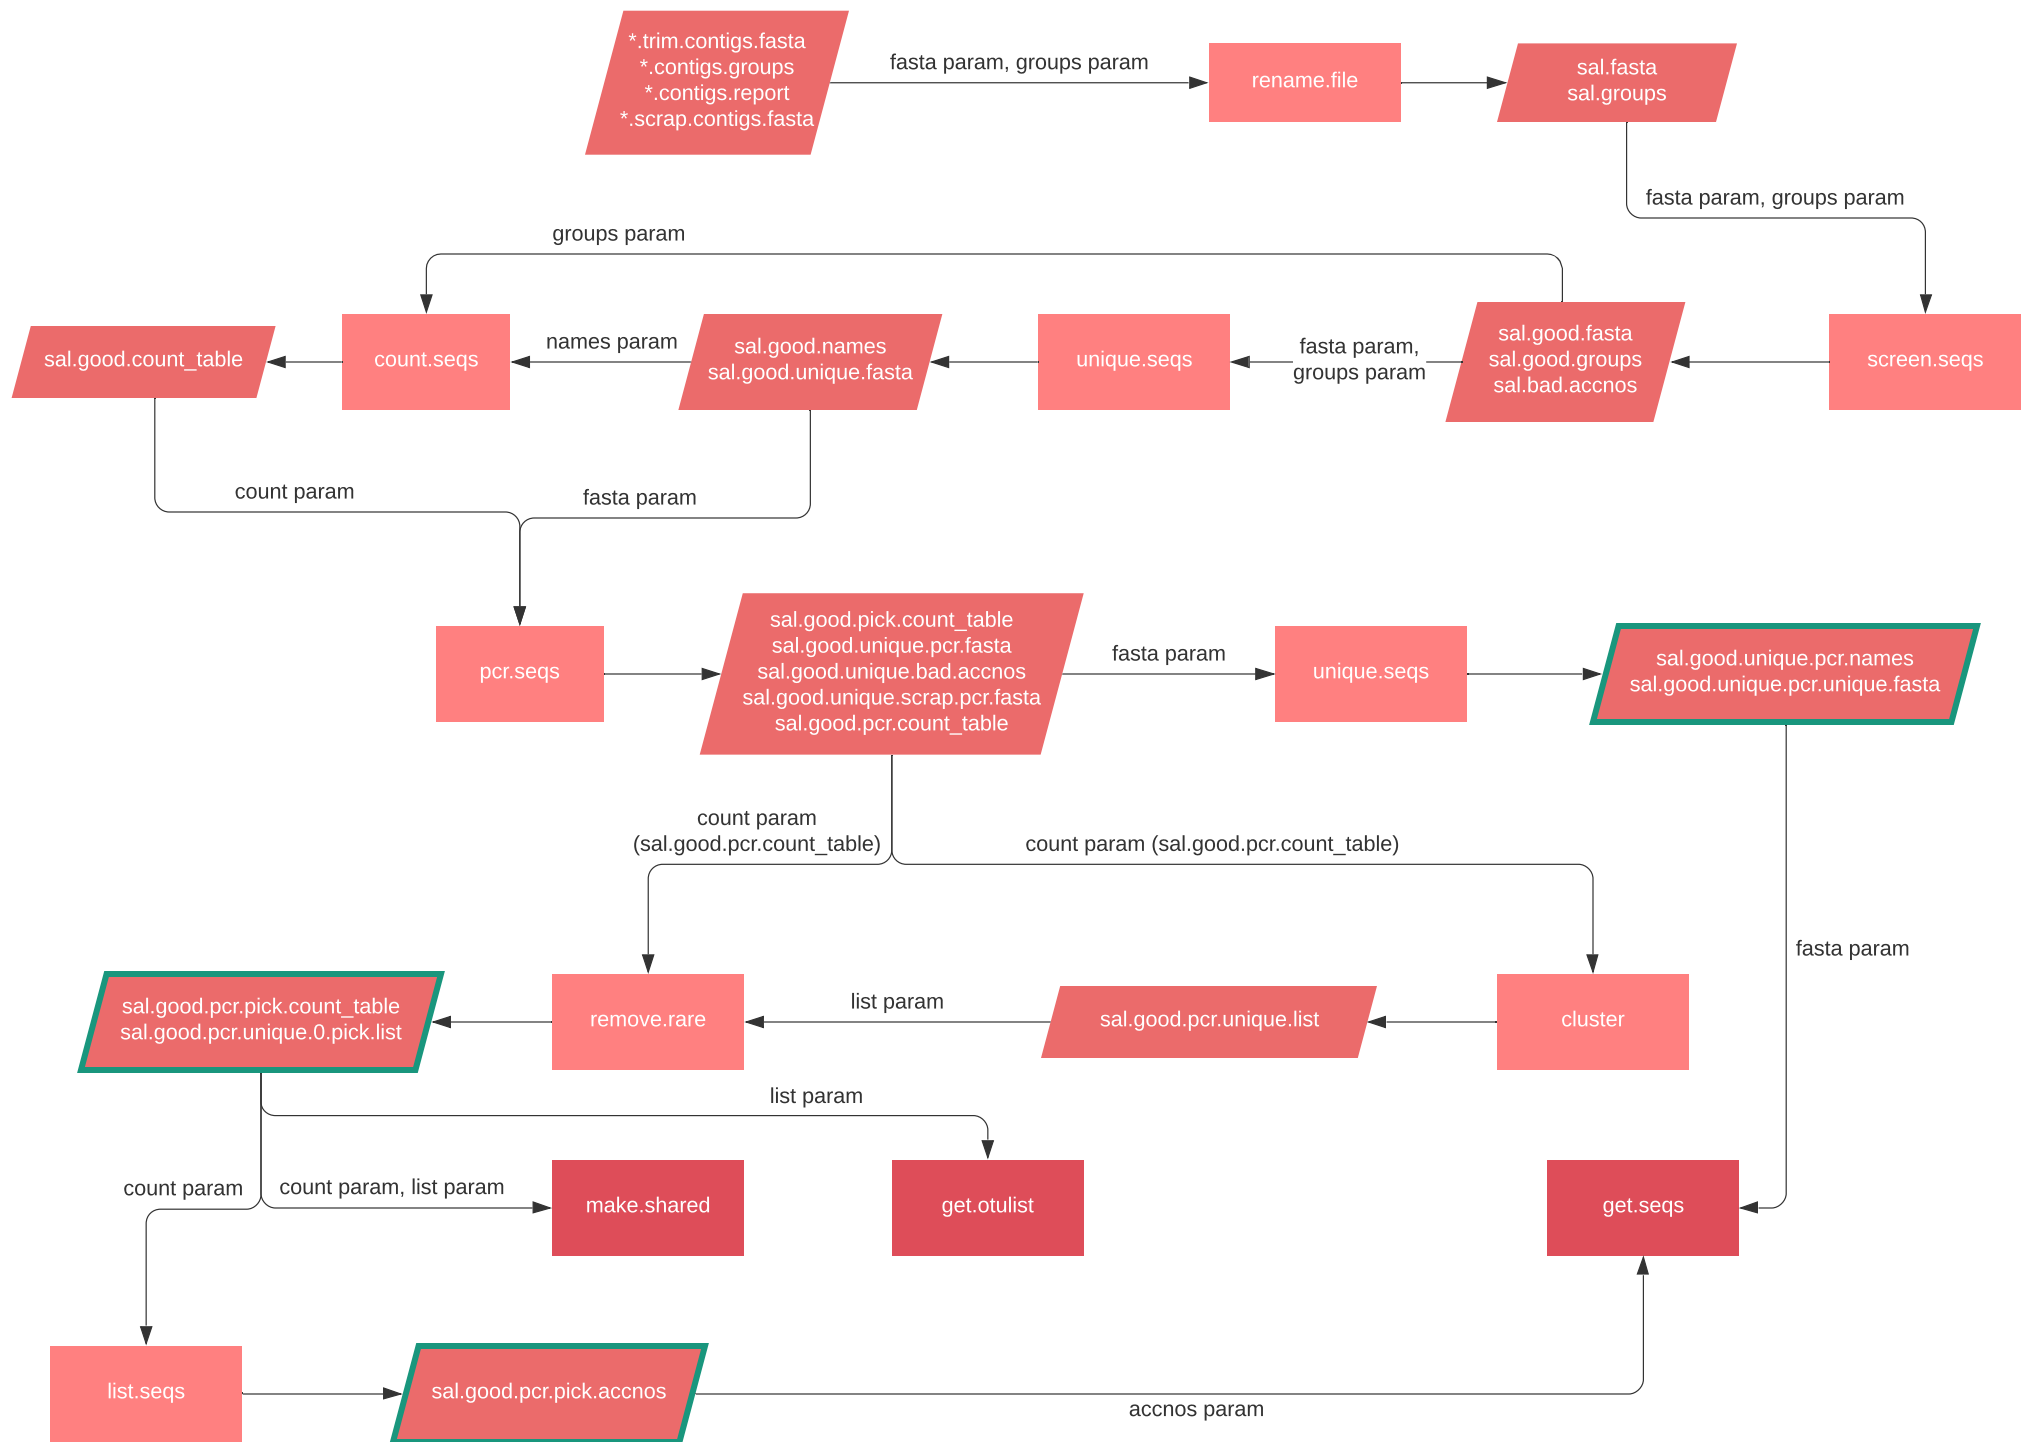 *.trim.contigs.fasta
*.contigs.groups
*.contigs.report
*.scrap.contigs.fasta
fasta param, groups param
rename.file
sal.fasta
sal.groups
fasta param, groups param
groups param
sal.good.count_table
count.seqs
names param
sal.good.names
sal.good.unique.fasta
unique.seqs
fasta param,
groups param
sal.good.fasta
sal.good.groups
sal.bad.accnos
screen.seqs
count param
fasta param
pcr.seqs
sal.good.pick.count_table
sal.good.unique.pcr.fasta
sal.good.unique.bad.accnos
sal.good.unique.scrap.pcr.fasta
sal.good.pcr.count_table
fasta param
unique.seqs
sal.good.unique.pcr.names
sal.good.unique.pcr.unique.fasta
count param
(sal.good.pcr.count_table)
count param (sal.good.pcr.count_table)
fasta param
sal.good.pcr.pick.count_table
sal.good.pcr.unique.0.pick.list
remove.rare
list param
sal.good.pcr.unique.list
cluster
list param
count param
count param, list param
make.shared
get.otulist
get.seqs
list.seqs
sal.good.pcr.pick.accnos
accnos param